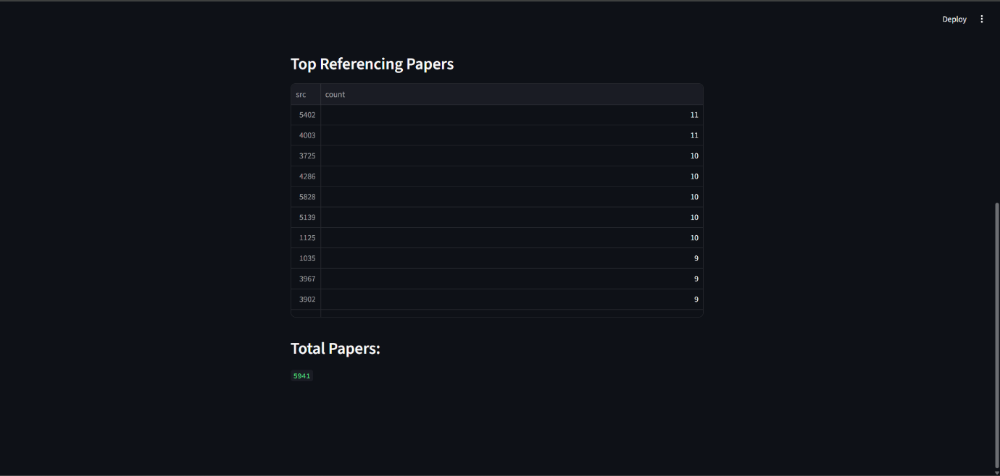 Deploy
Top Referencing Papers
src count
5402 11
4003 11
3725 10
4286 10
5828 10
5139 10
1125 10
1035 9
3967 9
3902 9
Total Papers:
5941